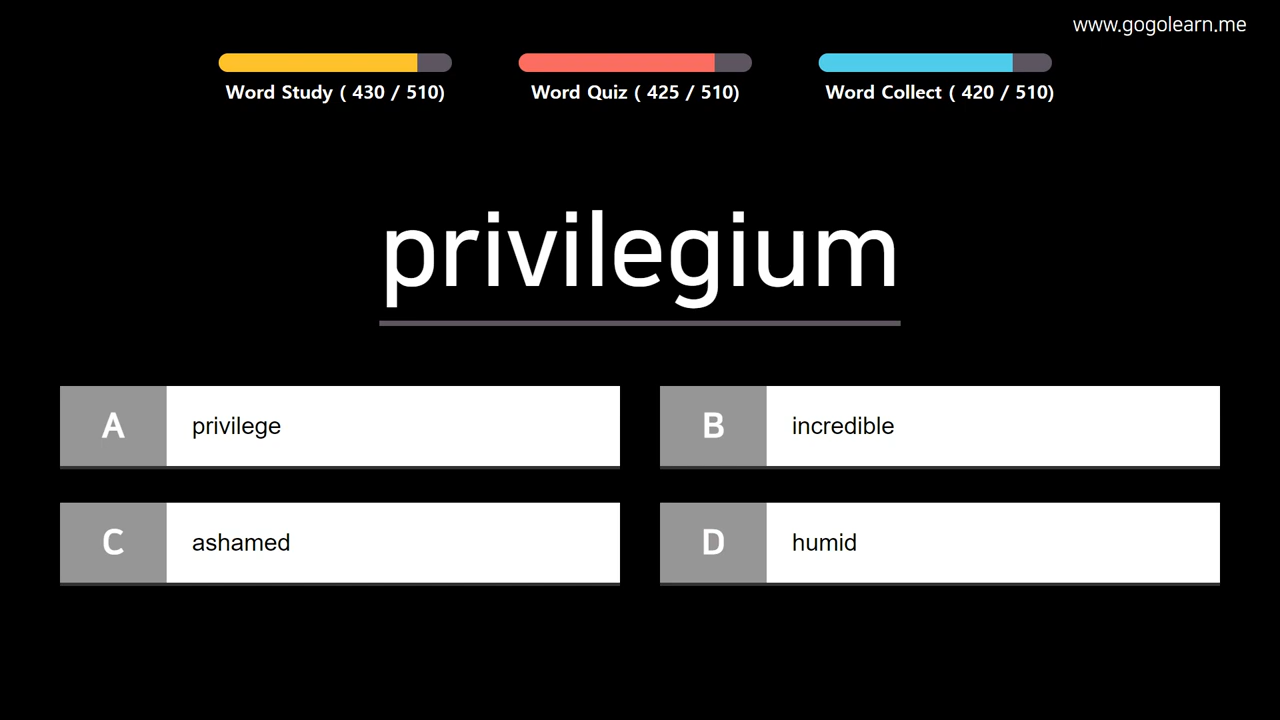 www.gogolearn.me
Word Study ( 430 / 510)
Word Quiz ( 425 / 510)
Word Collect ( 420 / 510)
privilegium
A privilege
B incredible
C ashamed
D humid